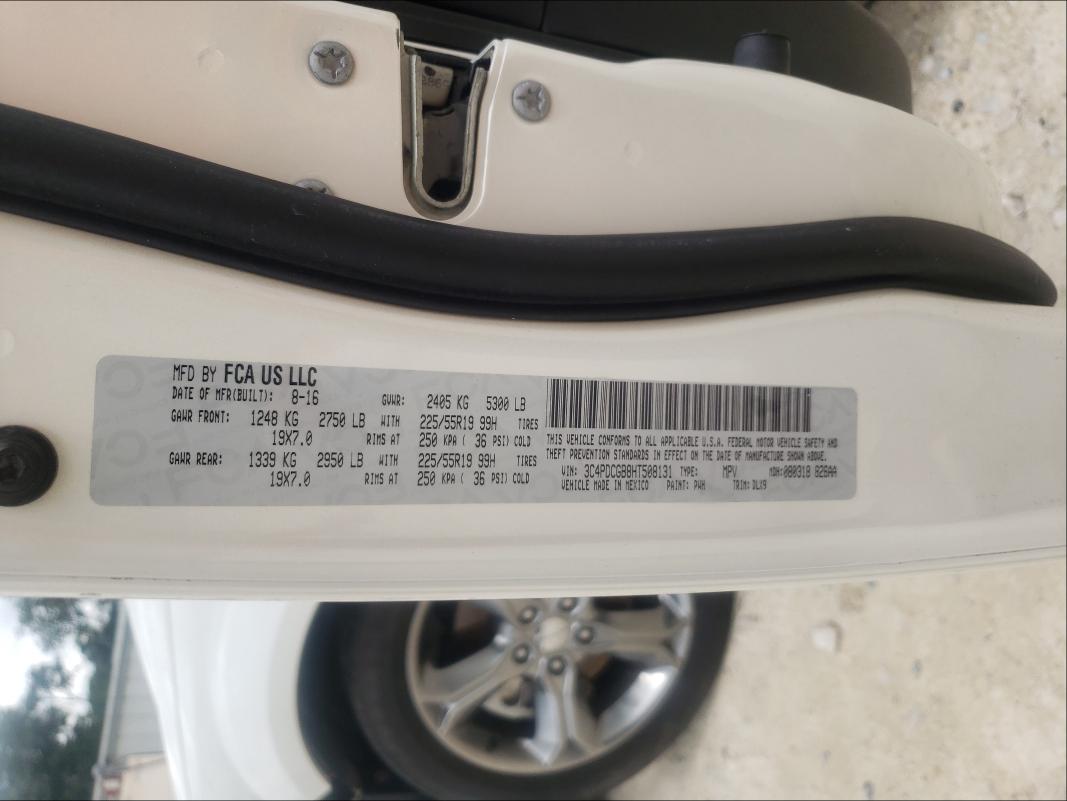 MFD BY FCA US LLC
DATE OF MFR(BUILT): 8-16 GVWR: 2405 KG 5300 LB
GAWR FRONT: 1248 KG 2750 LB WITH 225/55R19 99H TIRES
19X7.0 RIMS AT 250 KPA ( 36 PSI) COLD
GAWR REAR: 1339 KG 2950 LB WITH 225/55R19 99H TIRES
19X7.0 RIMS AT 250 KPA ( 36 PSI) COLD
THIS VEHICLE CONFORMS TO ALL APPLICABLE U.S.A. FEDERAL MOTOR VEHICLE SAFETY AND
THEFT PREVENTION STANDARDS IN EFFECT ON THE DATE OF MANUFACTURE SHOWN ABOVE.
VIN: 3C4PDCGB8HT508131 TYPE: MPV MDH: 080318 826AA
VEHICLE MADE IN MEXICO PAINT: PWH TRIM: DLX9